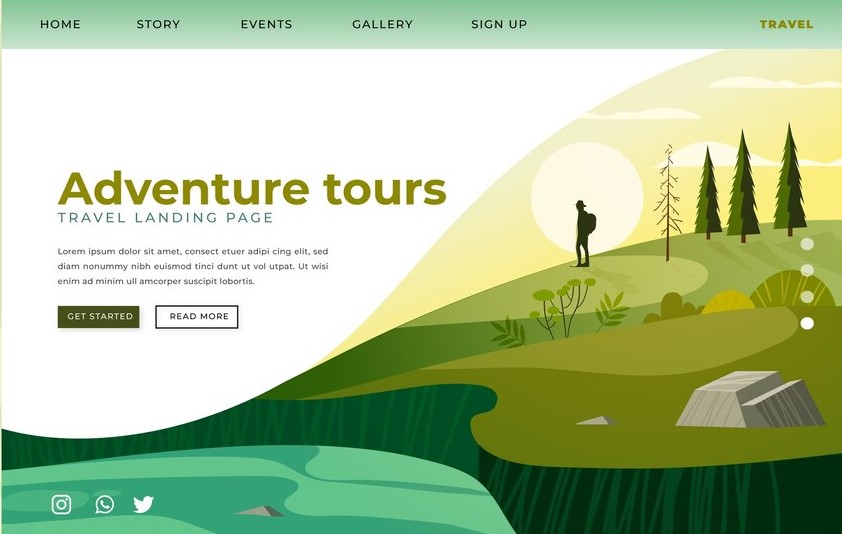 HOME STORY EVENTS GALLERY SIGN UP TRAVEL
Adventure tours
TRAVEL LANDING PAGE
Lorem ipsum dolor sit amet, consect etuer adipi cing elit, sed
diam nonummy nibh euismod tinci dunt ut vol utpat. Ut wisi
enim ad minim ull amcorper suscipit lobortis.
GET STARTED READ MORE